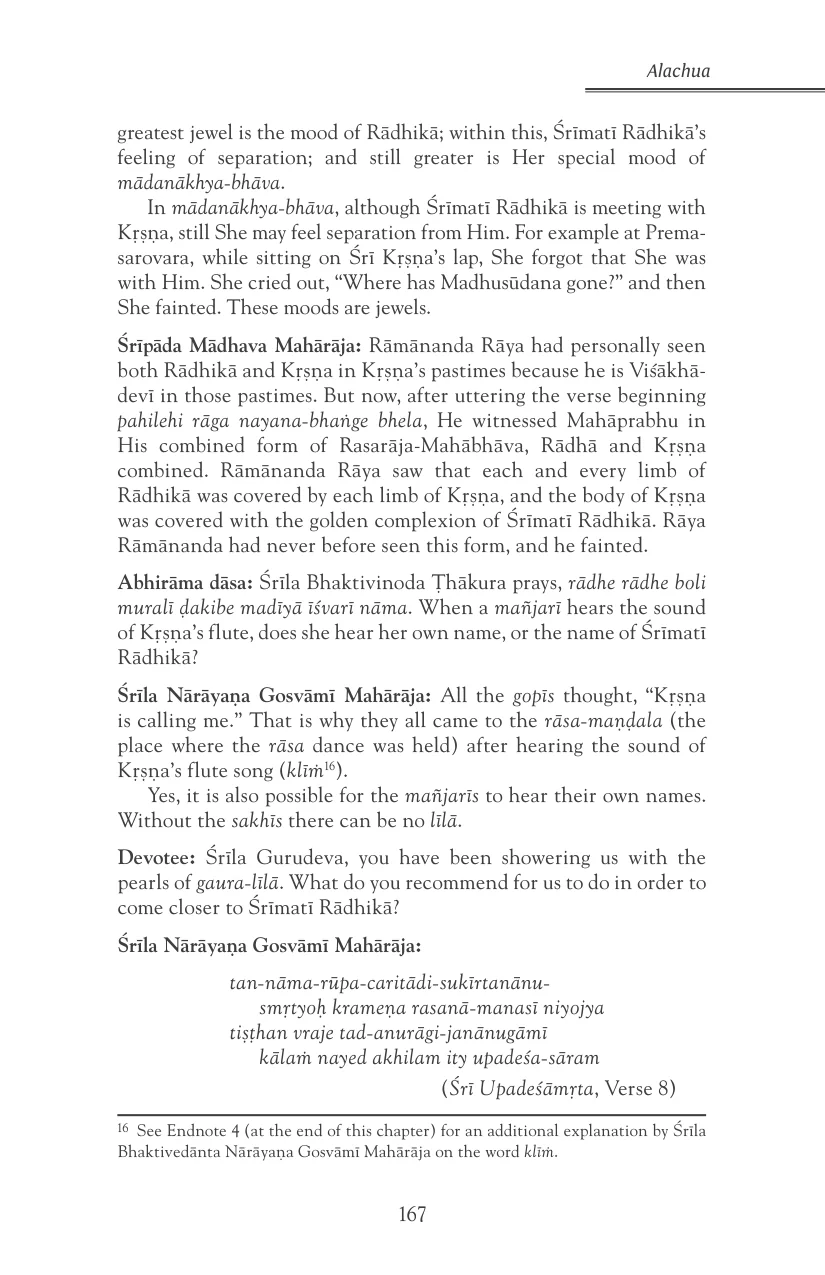 Alachua
greatest jewel is the mood of Rādhikā; within this, Śrīmatī Rādhikā’s
feeling of separation; and still greater is Her special mood of
mādanākhya-bhāva.
In mādanākhya-bhāva, although Śrīmatī Rādhikā is meeting with
Kṛṣṇa, still She may feel separation from Him. For example at Prema-
sarovara, while sitting on Śrī Kṛṣṇa’s lap, She forgot that She was
with Him. She cried out, “Where has Madhusūdana gone?” and then
She fainted. These moods are jewels.
Śrīpāda Mādhava Mahārāja: Rāmānanda Rāya had personally seen
both Rādhikā and Kṛṣṇa in Kṛṣṇa’s pastimes because he is Viśākhā-
devī in those pastimes. But now, after uttering the verse beginning
pahilehi rāga nayana-bhaṅge bhela, He witnessed Mahāprabhu in
His combined form of Rasarāja-Mahābhāva, Rādhā and Kṛṣṇa
combined. Rāmānanda Rāya saw that each and every limb of
Rādhikā was covered by each limb of Kṛṣṇa, and the body of Kṛṣṇa
was covered with the golden complexion of Śrīmatī Rādhikā. Rāya
Rāmānanda had never before seen this form, and he fainted.
Abhirāma dāsa: Śrīla Bhaktivinoda Ṭhākura prays, rādhe rādhe boli
muralī ḍakibe madīyā īśvarī nāma. When a mañjarī hears the sound
of Kṛṣṇa’s flute, does she hear her own name, or the name of Śrīmatī
Rādhikā?
Śrīla Nārāyaṇa Gosvāmī Mahārāja: All the gopīs thought, “Kṛṣṇa
is calling me.” That is why they all came to the rāsa-maṇḍala (the
place where the rāsa dance was held) after hearing the sound of
Kṛṣṇa’s flute song (klīṁ16).
Yes, it is also possible for the mañjarīs to hear their own names.
Without the sakhīs there can be no līlā.
Devotee: Śrīla Gurudeva, you have been showering us with the
pearls of gaura-līlā. What do you recommend for us to do in order to
come closer to Śrīmatī Rādhikā?
Śrīla Nārāyaṇa Gosvāmī Mahārāja:
tan-nāma-rūpa-caritādi-sukīrtanānu-
smṛtyoḥ krameṇa rasanā-manasī niyojya
tiṣṭhan vraje tad-anurāgi-janānugāmī
kālaṁ nayed akhilam ity upadeśa-sāram
(Śrī Upadeśāmṛta, Verse 8)
16 See Endnote 4 (at the end of this chapter) for an additional explanation by Śrīla
Bhaktivedānta Nārāyaṇa Gosvāmī Mahārāja on the word klīṁ.
167